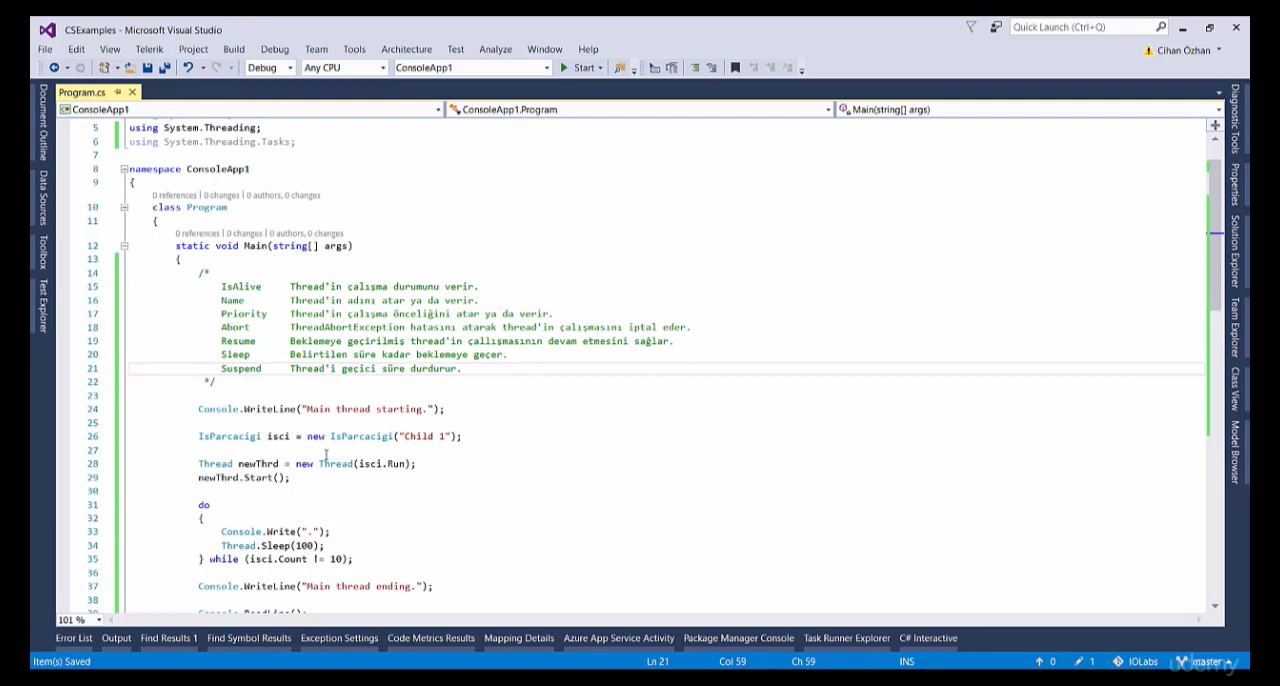 CSExamples - Microsoft Visual Studio
Quick Launch (Ctrl+Q)
File Edit View Telerik Project Build Debug Team Tools Architecture Test Analyze Window Help
Cihan Özhan
Debug Any CPU ConsoleApp1 Start
Program.cs
ConsoleApp1 ConsoleApp1.Program Main(string[] args)
5 using System.Threading;
6 using System.Threading.Tasks;
7
8 namespace ConsoleApp1
9 {
0 references | 0 changes | 0 authors, 0 changes
10 class Program
11 {
0 references | 0 changes | 0 authors, 0 changes
12 static void Main(string[] args)
13 {
14 /*
15 IsAlive Thread'in çalışma durumunu verir.
16 Name Thread'in adını atar ya da verir.
17 Priority Thread'in çalışma önceliğini atar ya da verir.
18 Abort ThreadAbortException hatasını atarak thread'in çalışmasını iptal eder.
19 Resume Beklemeye geçirilmiş thread'in çallışmasının devam etmesini sağlar.
20 Sleep Belirtilen süre kadar beklemeye geçer.
21 Suspend Thread'i geçici süre durdurur.
22 */
23
24 Console.WriteLine("Main thread starting.");
25
26 IsParcacigi isci = new IsParcacigi("Child 1");
27
28 Thread newThrd = new Thread(isci.Run);
29 newThrd.Start();
30
31 do
32 {
33 Console.Write(".");
34 Thread.Sleep(100);
35 } while (isci.Count != 10);
36
37 Console.WriteLine("Main thread ending.");
38
39 Console.ReadLine();
Document Outline
Data Sources
Toolbox
Test Explorer
Diagnostic Tools
Properties
Solution Explorer
Team Explorer
Class View
Model Browser
101 %
Error List Output Find Results 1 Find Symbol Results Exception Settings Code Metrics Results Mapping Details Azure App Service Activity Package Manager Console Task Runner Explorer C# Interactive
Item(s) Saved Ln 21 Col 59 Ch 59 INS 0 1 IOLabs master
udemy